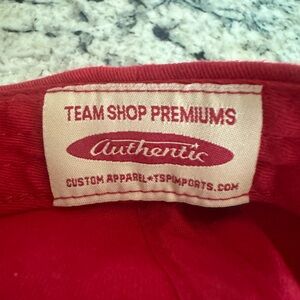 TEAM SHOP PREMIUMS
Authentic
CUSTOM APPAREL★TSPIMPORTS.COM